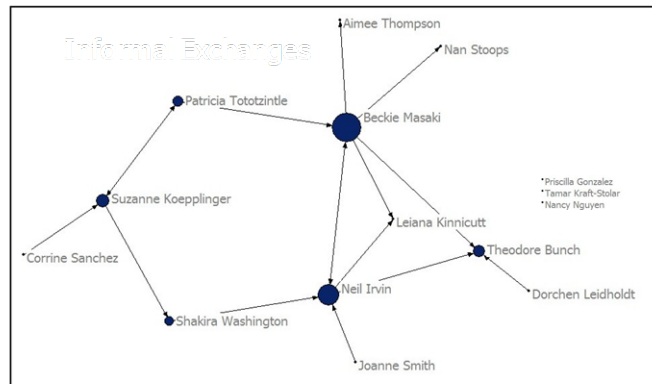 Informal Exchanges
Aimee Thompson
Nan Stoops
Patricia Tototzintle
Beckie Masaki
Priscilla Gonzalez
Tamar Kraft-Stolar
Nancy Nguyen
Suzanne Koepplinger
Leiana Kinnicutt
Theodore Bunch
Corrine Sanchez
Neil Irvin
Dorchen Leidholdt
Shakira Washington
Joanne Smith